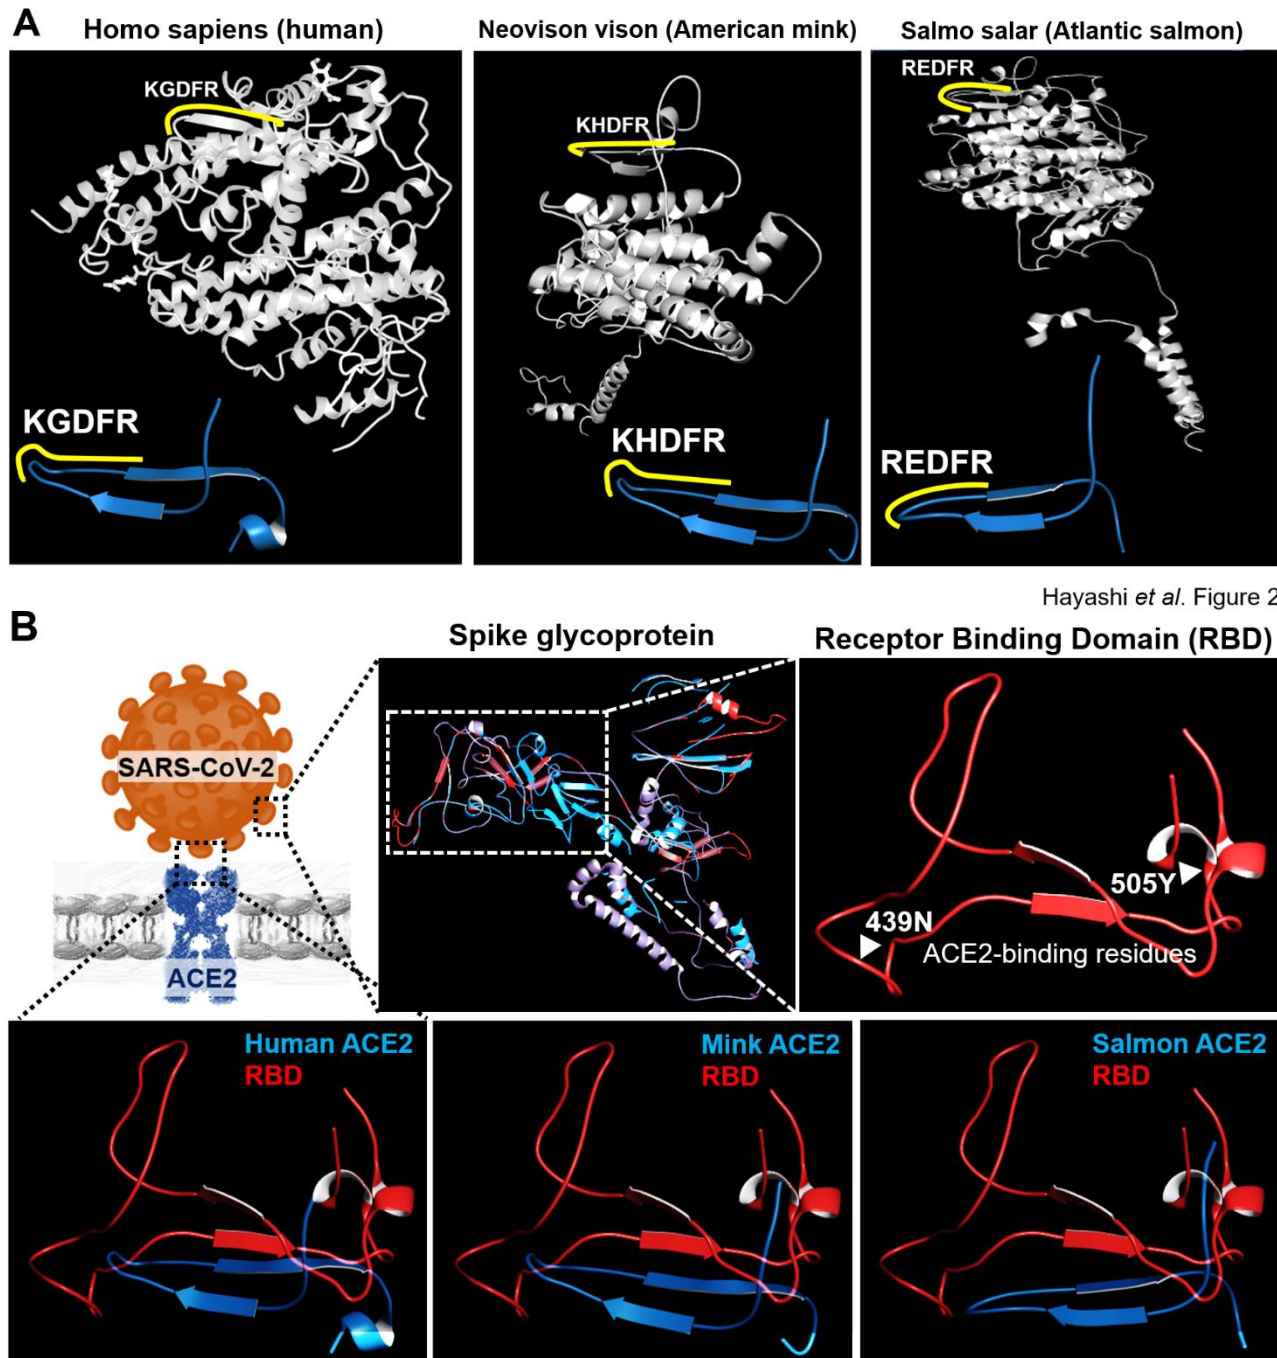 A
Homo sapiens (human)
Neovison vison (American mink)
Salmo salar (Atlantic salmon)
KGDFR
KHDFR
REDFR
KGDFR
KHDFR
REDFR
Hayashi et al. Figure 2
B
Spike glycoprotein
Receptor Binding Domain (RBD)
SARS-CoV-2
ACE2
505Y
439N
ACE2-binding residues
Human ACE2
RBD
Mink ACE2
RBD
Salmon ACE2
RBD